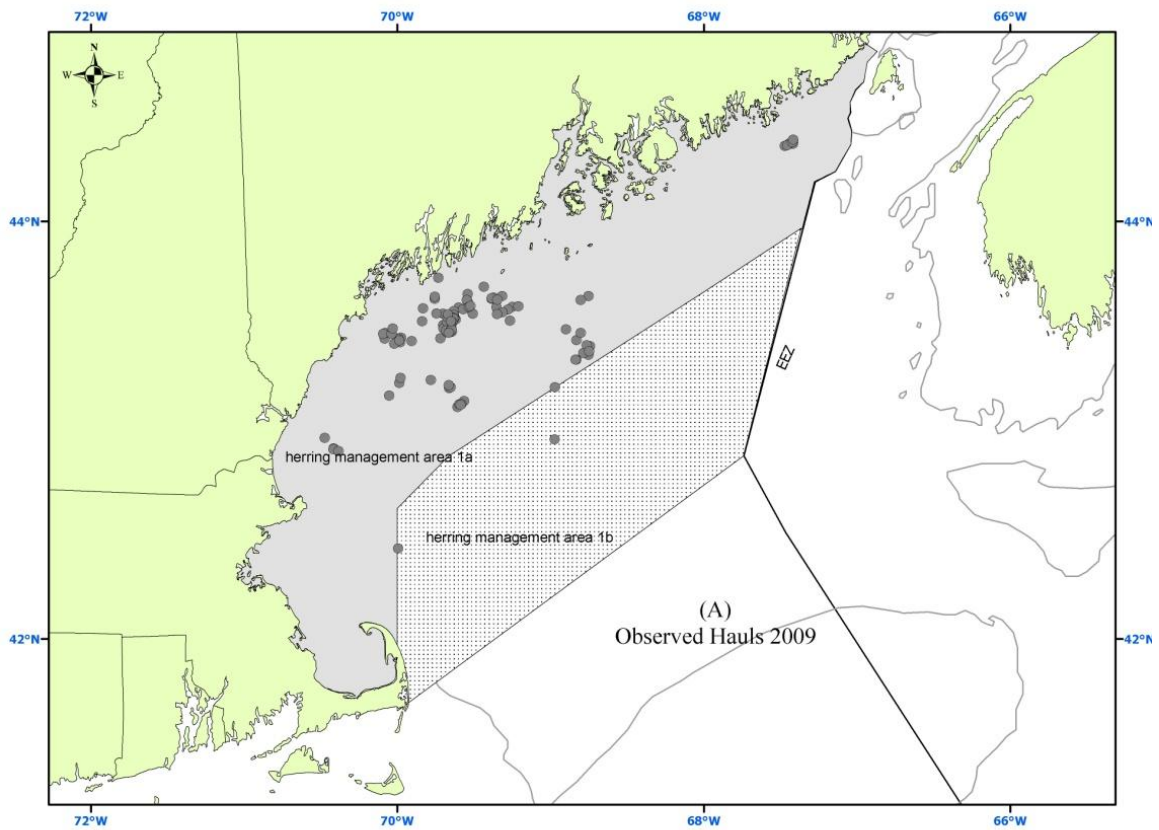 72°W 70°W 68°W 66°W
N
W E
S
44°N 44°N
EEZ
herring management area 1a
herring management area 1b
(A)
Observed Hauls 2009
42°N 42°N
72°W 70°W 68°W 66°W